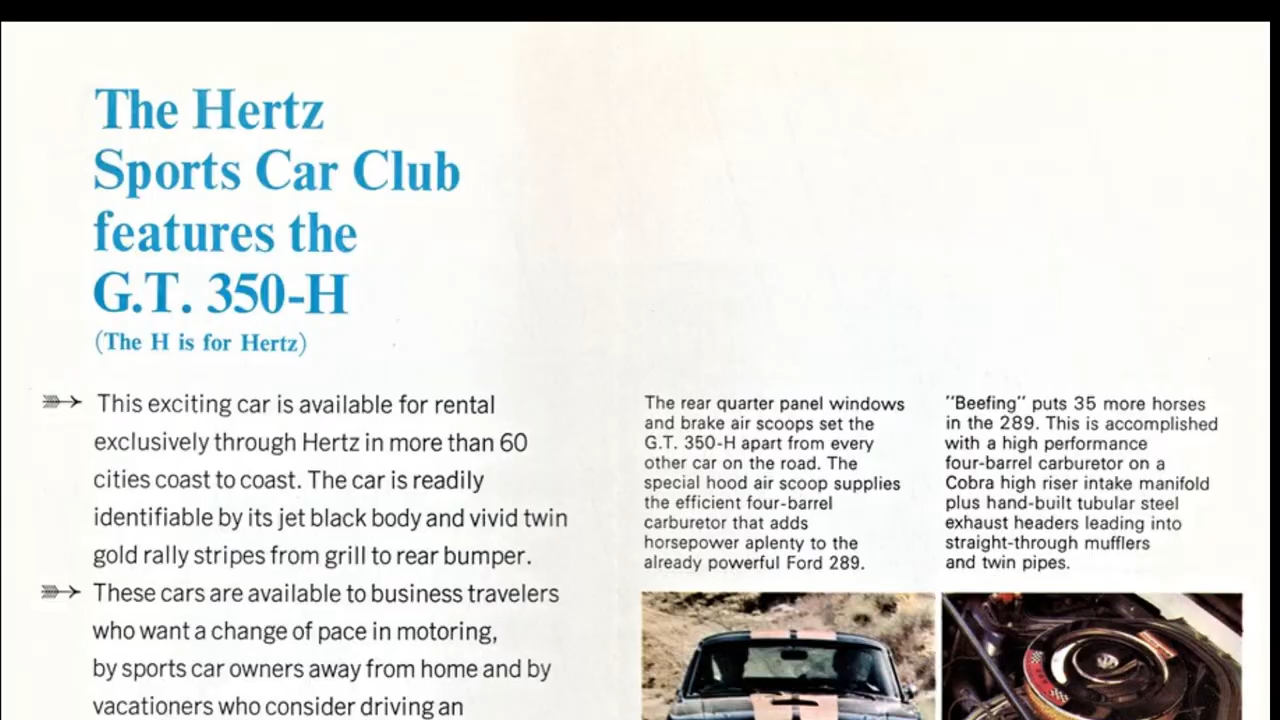 The Hertz
Sports Car Club
features the
G.T. 350-H
(The H is for Hertz)
This exciting car is available for rental
exclusively through Hertz in more than 60
cities coast to coast. The car is readily
identifiable by its jet black body and vivid twin
gold rally stripes from grill to rear bumper.
These cars are available to business travelers
who want a change of pace in motoring,
by sports car owners away from home and by
vacationers who consider driving an
The rear quarter panel windows
and brake air scoops set the
G.T. 350-H apart from every
other car on the road. The
special hood air scoop supplies
the efficient four-barrel
carburetor that adds
horsepower aplenty to the
already powerful Ford 289.
"Beefing" puts 35 more horses
in the 289. This is accomplished
with a high performance
four-barrel carburetor on a
Cobra high riser intake manifold
plus hand-built tubular steel
exhaust headers leading into
straight-through mufflers
and twin pipes.